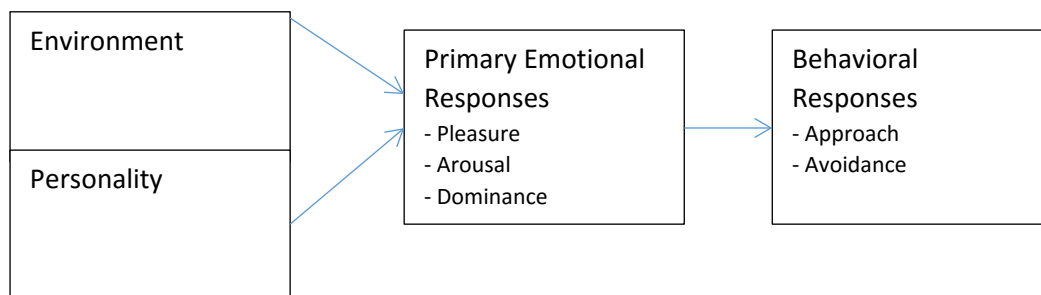 Environment
Personality
Primary Emotional
Responses
- Pleasure
- Arousal
- Dominance
Behavioral
Responses
- Approach
- Avoidance